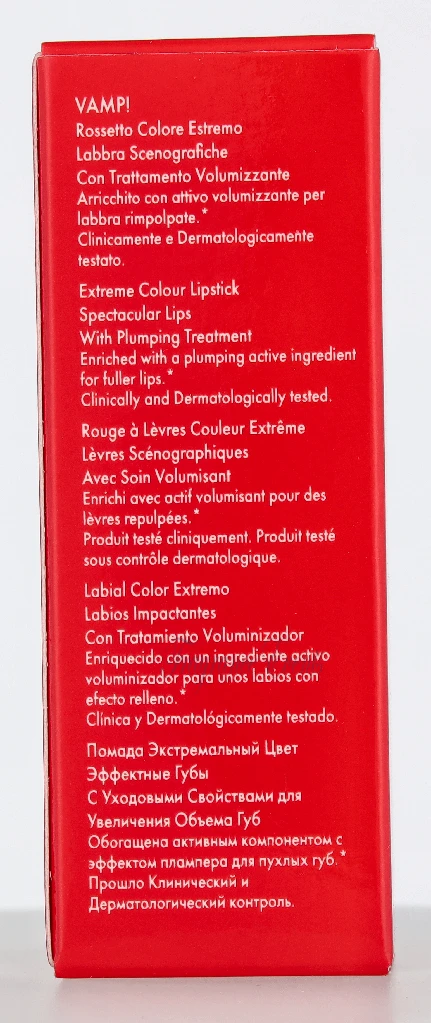 VAMP!
Rossetto Colore Estremo
Labbra Scenografiche
Con Trattamento Volumizzante
Arricchito con attivo volumizzante per
labbra rimpolpate.*
Clinicamente e Dermatologicamente
testato.
Extreme Colour Lipstick
Spectacular Lips
With Plumping Treatment
Enriched with a plumping active ingredient
for fuller lips.*
Clinically and Dermatologically tested.
Rouge à Lèvres Couleur Extrême
Lèvres Scénographiques
Avec Soin Volumisant
Enrichi avec actif volumisant pour des
lèvres repulpées.*
Produit testé cliniquement. Produit testé
sous contrôle dermatologique.
Labial Color Extremo
Labios Impactantes
Con Tratamiento Voluminizador
Enriquecido con un ingrediente activo
voluminizador para unos labios con
efecto relleno.*
Clínica y Dermatológicamente testado.
Помада Экстремальный Цвет
Эффектные Губы
С Уходовыми Свойствами для
Увеличения Объема Губ
Обогащена активным компонентом с
эффектом плампера для пухлых губ.*
Прошло Клинический и
Дерматологический контроль.